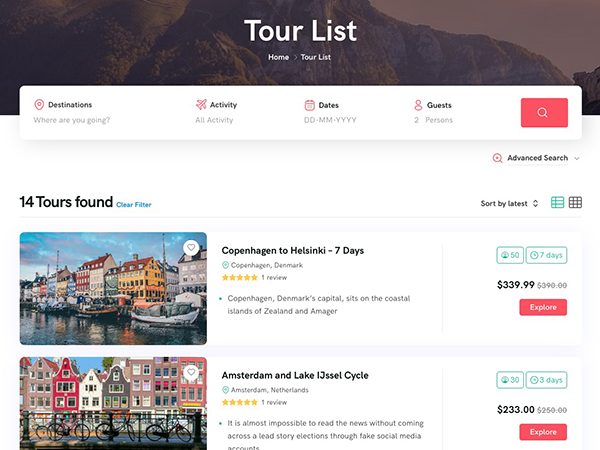 Tour List
Home > Tour List
Destinations
Where are you going?
Activity
All Activity
Dates
DD-MM-YYYY
Guests
2 Persons
Advanced Search
14 Tours found Clear Filter
Sort by latest
Copenhagen to Helsinki – 7 Days
Copenhagen, Denmark
1 review
Copenhagen, Denmark's capital, sits on the coastal
islands of Zealand and Amager
50
7 days
$339.99 $390.00
Explore
Amsterdam and Lake IJssel Cycle
Amsterdam, Netherlands
1 review
It is almost impossible to read the news without coming
across a lead story elections through fake social media
accounts
30
3 days
$233.00 $250.00
Explore